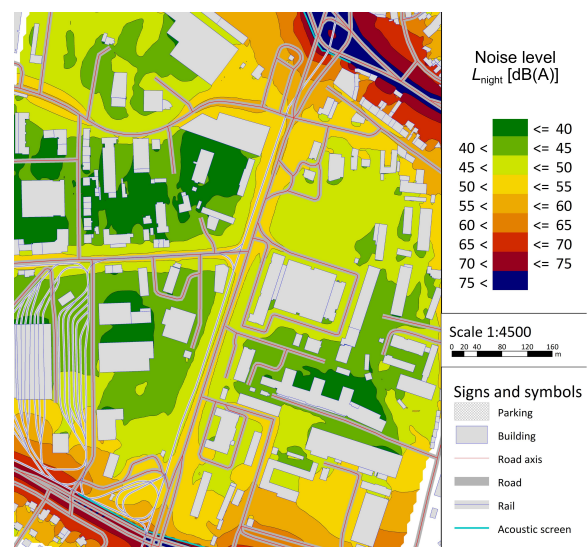 Noise level
Lnight [dB(A)]
<= 40
40 < <= 45
45 < <= 50
50 < <= 55
55 < <= 60
60 < <= 65
65 < <= 70
70 < <= 75
75 <
Scale 1:4500
0 20 40 60 80 120 160
m
Signs and symbols
Parking
Building
Road axis
Road
Rail
Acoustic screen